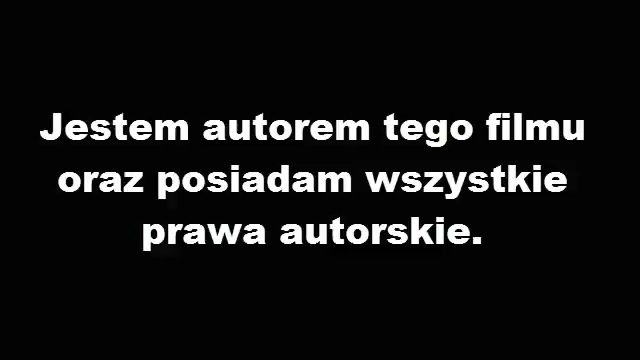 Jestem autorem tego filmu
oraz posiadam wszystkie
prawa autorskie.